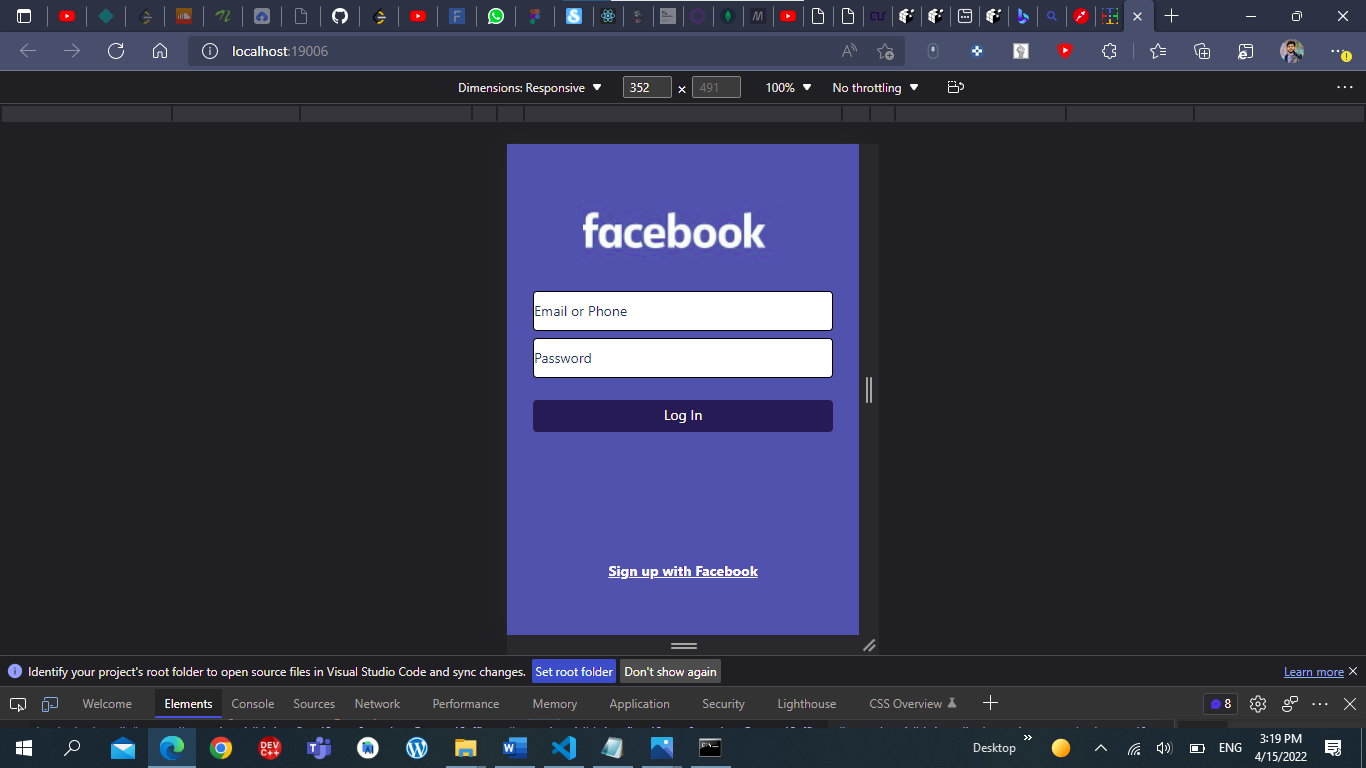 localhost:19006
Dimensions: Responsive 352 × 491 100% No throttling
facebook
Email or Phone
Password
Log In
Sign up with Facebook
Identify your project's root folder to open source files in Visual Studio Code and sync changes. Set root folder Don't show again Learn more
Welcome Elements Console Sources Network Performance Memory Application Security Lighthouse CSS Overview 8
DEV C++ Desktop ENG 3:19 PM
4/15/2022